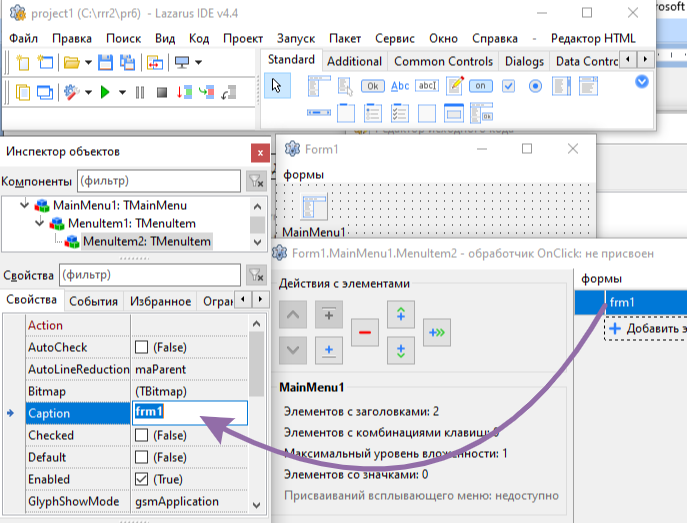 project1 (C:\rrr2\pr6) - Lazarus IDE v4.4
Файл Правка Поиск Вид Код Проект Запуск Пакет Сервис Окно Справка - Редактор HTML
Standard Additional Common Controls Dialogs Data Contrc
Ok Abc abcI on
Ok
Инспектор объектов
Компоненты (фильтр)
MainMenu1: TMainMenu
MenuItem1: TMenuItem
MenuItem2: TMenuItem
Свойства (фильтр)
Свойства События Избранное Огран
Action
AutoCheck (False)
AutoLineReduction maParent
Bitmap (TBitmap)
Caption frm1
Checked (False)
Default (False)
Enabled (True)
GlyphShowMode gsmApplication
Form1
формы
MainMenu1
Form1.MainMenu1.MenuItem2 - обработчик OnClick: не присвоен
Действия с элементами
MainMenu1
Элементов с заголовками: 2
Элементов с комбинациями клавиш: 0
Максимальный уровень вложенности: 1
Элементов со значками: 0
Присваиваний всплывающего меню: недоступно
формы
frm1
Добавить э